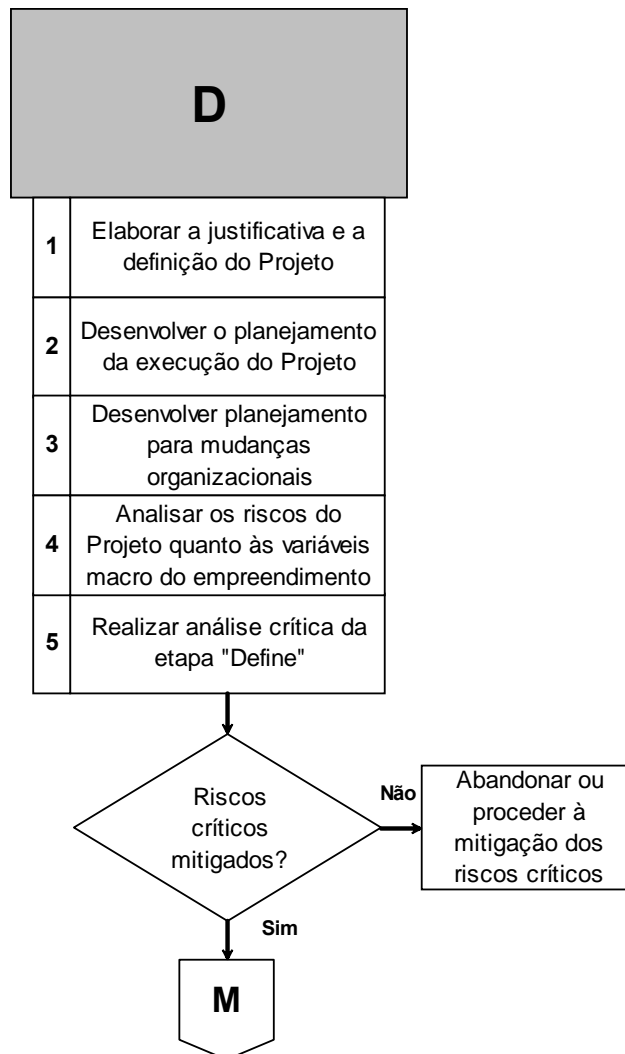 D
1
Elaborar a justificativa e a
definição do Projeto
2
Desenvolver o planejamento
da execução do Projeto
3
Desenvolver planejamento
para mudanças
organizacionais
4
Analisar os riscos do
Projeto quanto às variáveis
macro do empreendimento
5
Realizar análise crítica da
etapa "Define"
Riscos
críticos
mitigados?
Não
Abandonar ou
proceder à
mitigação dos
riscos críticos
Sim
M